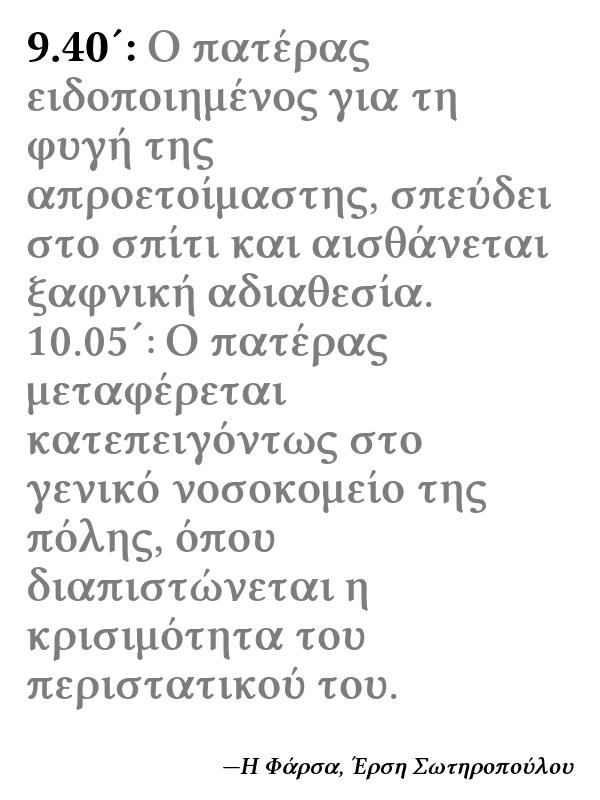 9.40΄: Ο πατέρας
ειδοποιημένος για τη
φυγή της
απροετοίμαστης, σπεύδει
στο σπίτι και αισθάνεται
ξαφνική αδιαθεσία.
10.05΄: Ο πατέρας
μεταφέρεται
κατεπειγόντως στο
γενικό νοσοκομείο της
πόλης, όπου
διαπιστώνεται η
κρισιμότητα του
περιστατικού του.
—Η Φάρσα, Έρση Σωτηροπούλου